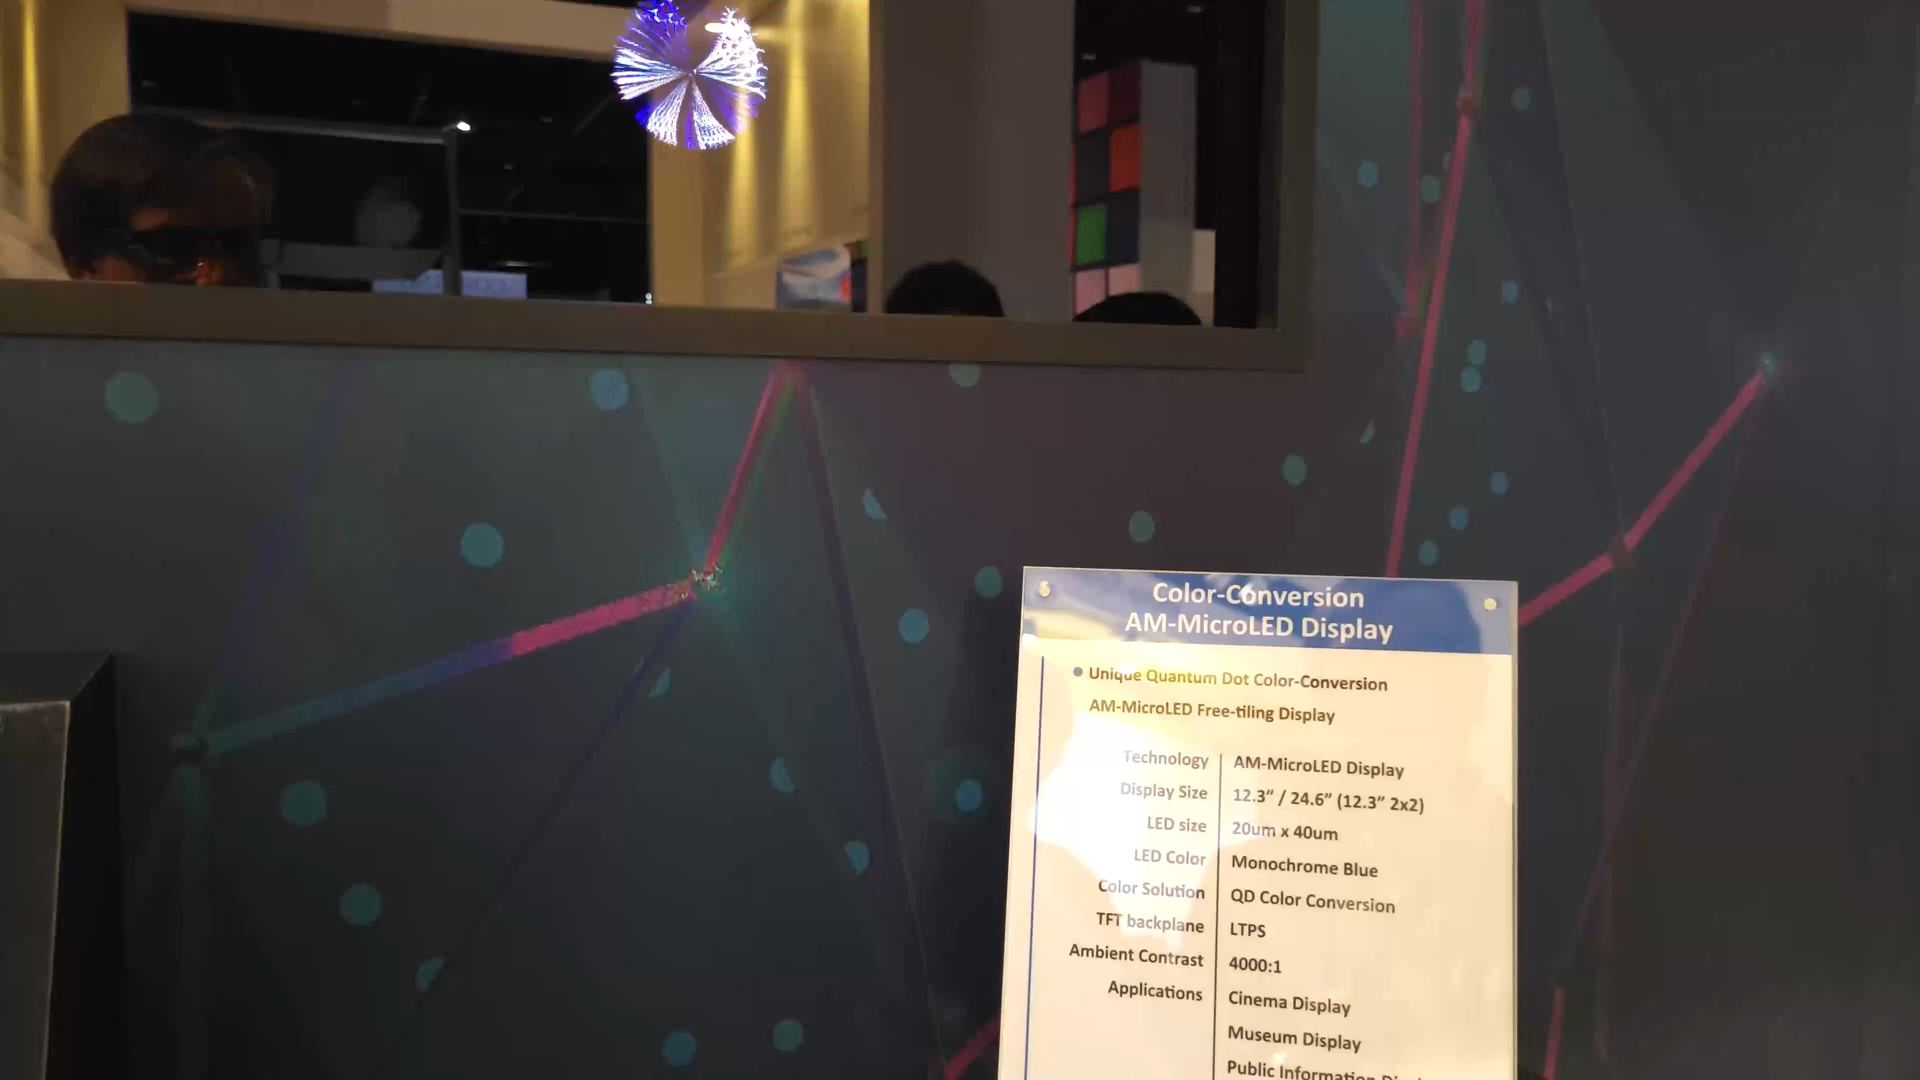 Color-Conversion
AM-MicroLED Display
Unique Quantum Dot Color-Conversion
AM-MicroLED Free-tiling Display
Technology AM-MicroLED Display
Display Size 12.3” / 24.6” (12.3” 2x2)
LED size 20um x 40um
LED Color Monochrome Blue
Color Solution QD Color Conversion
TFT backplane LTPS
Ambient Contrast 4000:1
Applications Cinema Display
Museum Display
Public Information